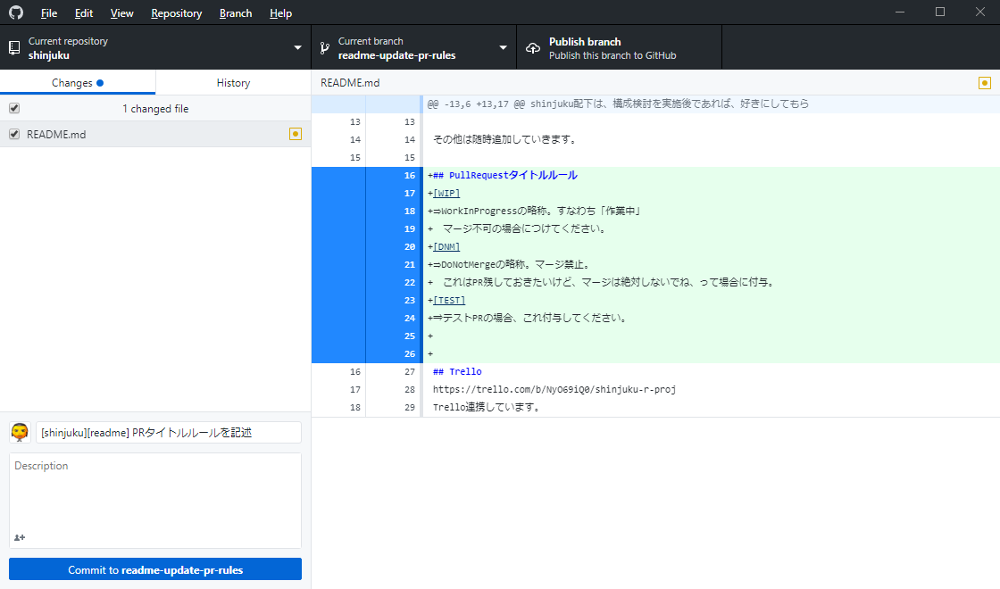 File Edit View Repository Branch Help
Current repository
shinjuku
Current branch
readme-update-pr-rules
Publish branch
Publish this branch to GitHub
Changes
History
README.md
1 changed file
README.md
@@ -13,6 +13,17 @@ shinjuku配下は、構成検討を実施後であれば、好きにしてもら
13 13
14 14 その他は随時追加していきます。
15 15
16 +## PullRequestタイトルルール
17 +[WIP]
18 +⇒WorkInProgressの略称。すなわち「作業中」
19 +　マージ不可の場合につけてください。
20 +[DNM]
21 +⇒DoNotMergeの略称。マージ禁止。
22 +　これはPR残しておきたいけど、マージは絶対しないでね、って場合に付与。
23 +[TEST]
24 +⇒テストPRの場合、これ付与してください。
25 +
26 +
16 27 ## Trello
17 28 https://trello.com/b/NyO69iQ0/shinjuku-r-proj
18 29 Trello連携しています。
[shinjuku][readme] PRタイトルルールを記述
Description
Commit to readme-update-pr-rules